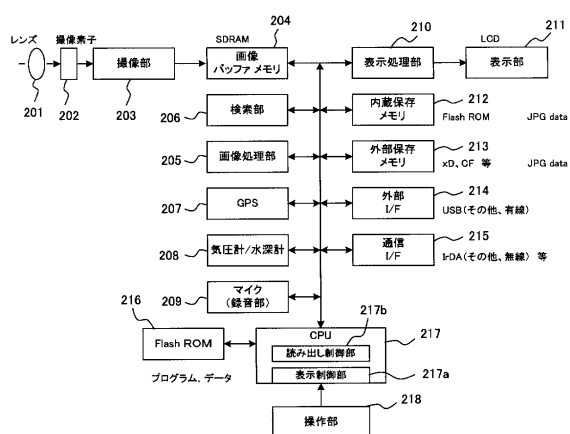 レンズ
撮像素子
201
202
撮像部
203
SDRAM
204
画像
バッファ メモリ
210
表示処理部
LCD
211
表示部
検索部
206
内蔵保存
メモリ
212
Flash ROM
JPG data
画像処理部
205
外部保存
メモリ
213
xD、CF 等
JPG data
GPS
207
外部
I/F
214
USB(その他、有線)
気圧計/水深計
208
通信
I/F
215
IrDA(その他、無線) 等
マイク
(録音部)
209
216
Flash ROM
プログラム, データ
CPU
217b
217
読み出し制御部
表示制御部
217a
操作部
218